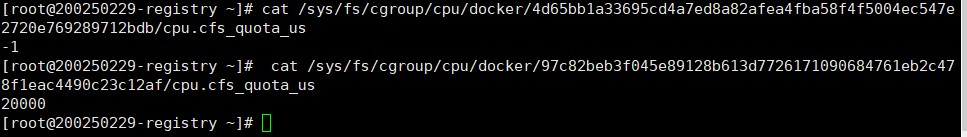 [root@200250229-registry ~]# cat /sys/fs/cgroup/cpu/docker/4d65bb1a33695cd4a7ed8a82afea4fba58f4f5004ec547e
2720e769289712bdb/cpu.cfs_quota_us
-1
[root@200250229-registry ~]#  cat /sys/fs/cgroup/cpu/docker/97c82beb3f045e89128b613d7726171090684761eb2c47
8f1eac4490c23c12af/cpu.cfs_quota_us
20000
[root@200250229-registry ~]#